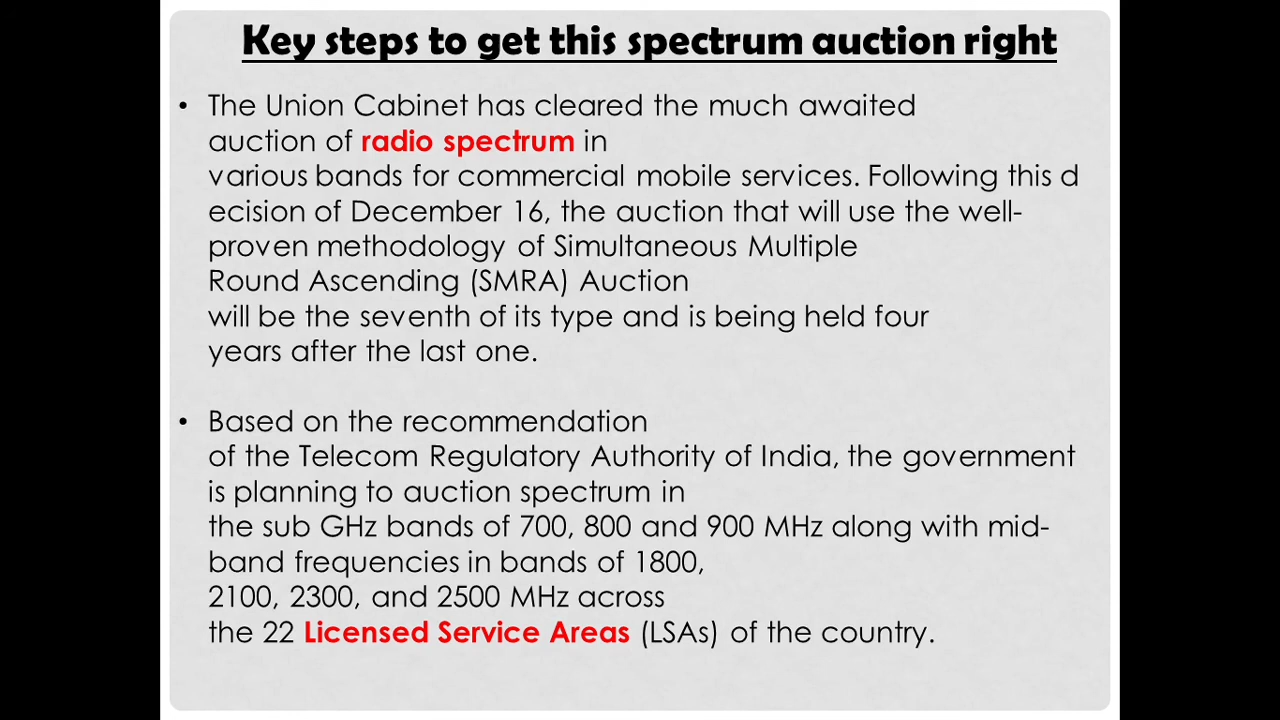 Key steps to get this spectrum auction right
• The Union Cabinet has cleared the much awaited
auction of radio spectrum in
various bands for commercial mobile services. Following this d
ecision of December 16, the auction that will use the well-
proven methodology of Simultaneous Multiple
Round Ascending (SMRA) Auction
will be the seventh of its type and is being held four
years after the last one.
• Based on the recommendation
of the Telecom Regulatory Authority of India, the government
is planning to auction spectrum in
the sub GHz bands of 700, 800 and 900 MHz along with mid-
band frequencies in bands of 1800,
2100, 2300, and 2500 MHz across
the 22 Licensed Service Areas (LSAs) of the country.